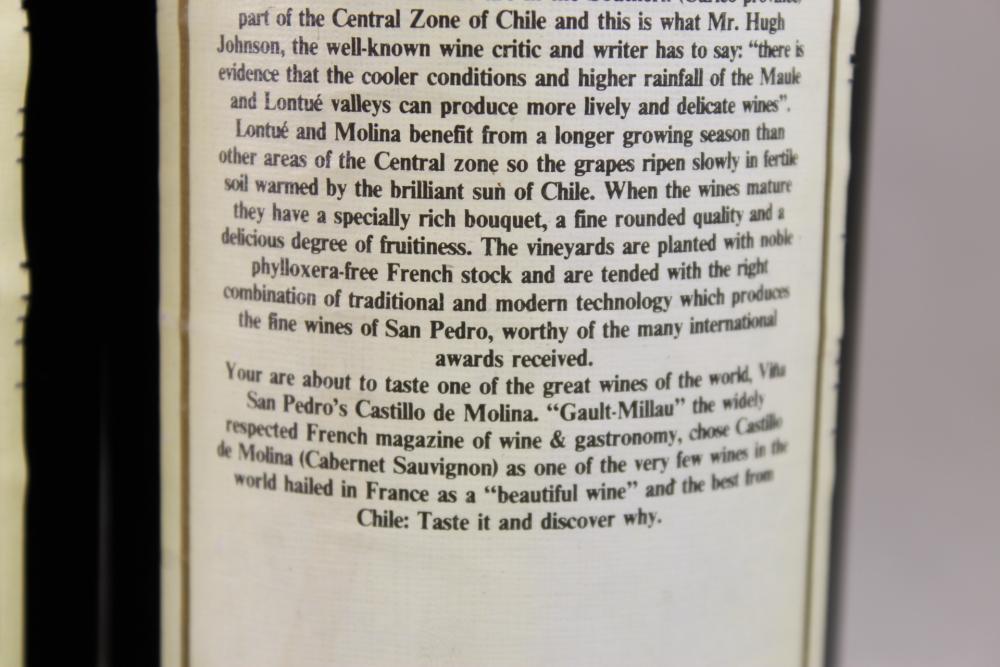 Southern (Curico province)
part of the Central Zone of Chile and this is what Mr. Hugh
Johnson, the well-known wine critic and writer has to say: “there is
evidence that the cooler conditions and higher rainfall of the Maule
and Lontué valleys can produce more lively and delicate wines”.
Lontué and Molina benefit from a longer growing season than
other areas of the Central zone so the grapes ripen slowly in fertile
soil warmed by the brilliant sun of Chile. When the wines mature
they have a specially rich bouquet, a fine rounded quality and a
delicious degree of fruitiness. The vineyards are planted with noble
phylloxera-free French stock and are tended with the right
combination of traditional and modern technology which produces
the fine wines of San Pedro, worthy of the many international
awards received.
Your are about to taste one of the great wines of the world, Viña
San Pedro’s Castillo de Molina. “Gault-Millau” the widely
respected French magazine of wine & gastronomy, chose Castillo
de Molina (Cabernet Sauvignon) as one of the very few wines in the
world hailed in France as a “beautiful wine” and the best from
Chile: Taste it and discover why.